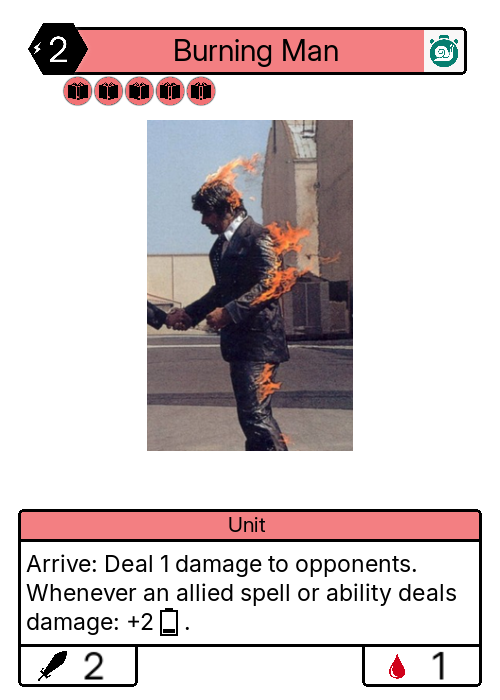 2
Burning Man
Unit
Arrive: Deal 1 damage to opponents.
Whenever an allied spell or ability deals
damage: +2 .
2
1